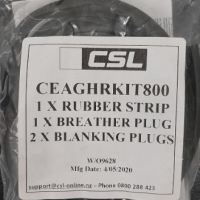 CSL
CEAGHRKIT800
1 X RUBBER STRIP
1 X BREATHER PLUG
2 X BLANKING PLUGS
W/O9628
Mfg Date: 4/05/2020
support@csl-online.nz - Phone 0800 288 423